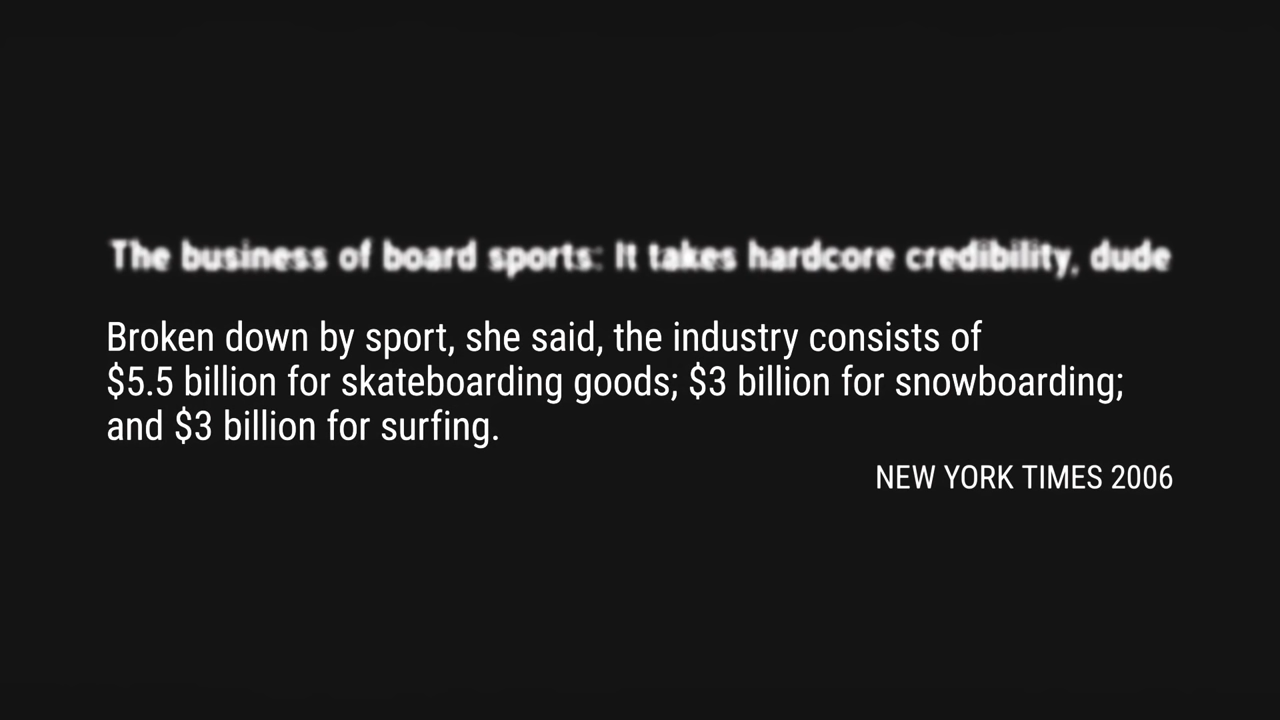 The business of board sports: It takes hardcore credibility, dude
Broken down by sport, she said, the industry consists of
$5.5 billion for skateboarding goods; $3 billion for snowboarding;
and $3 billion for surfing.
NEW YORK TIMES 2006